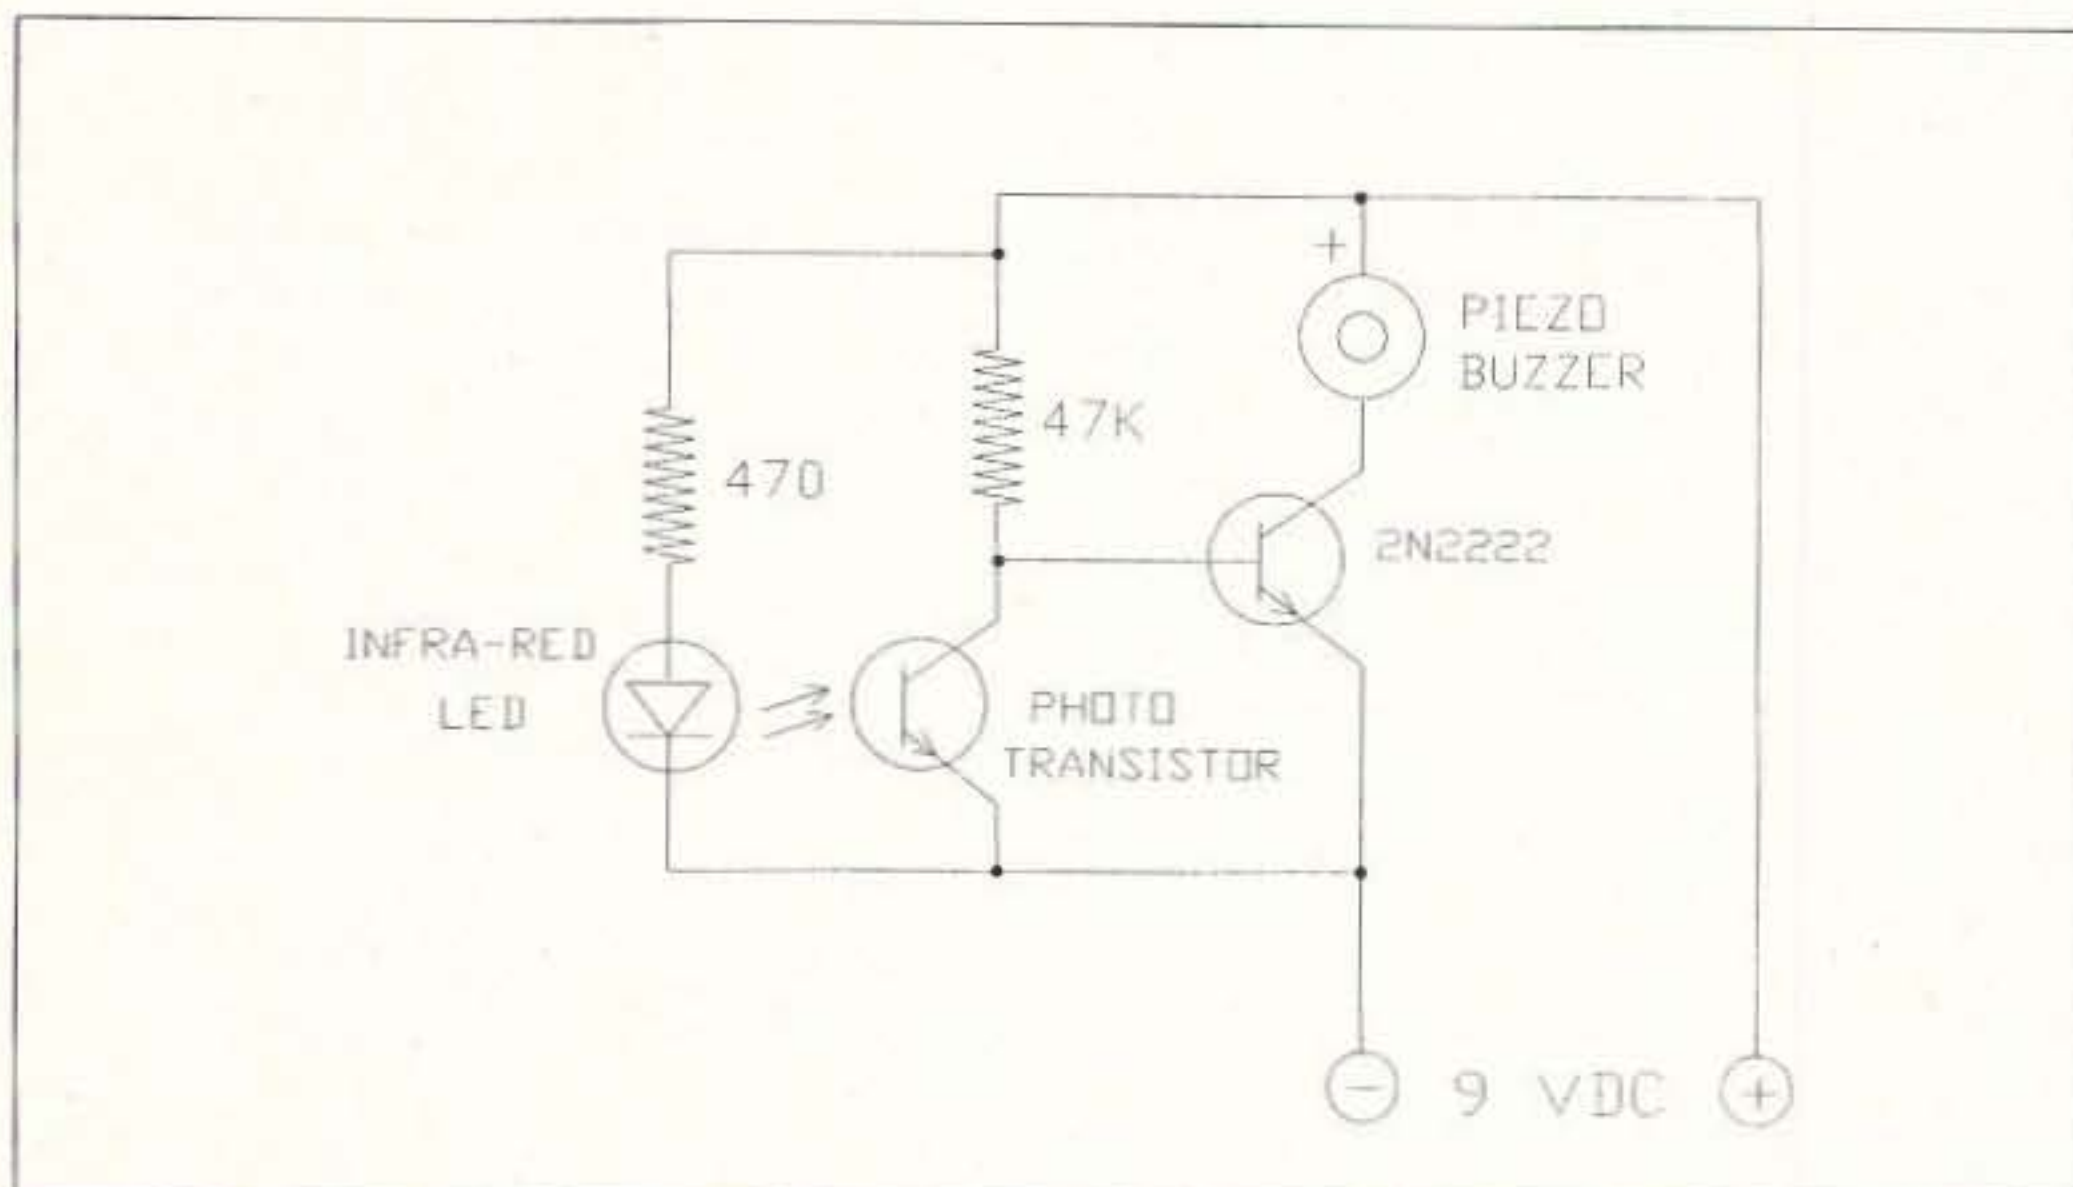 +
PIEZO
BUZZER
47K
470
2N2222
INFRA-RED
LED
PHOTO
TRANSISTOR
- 9 VDC +